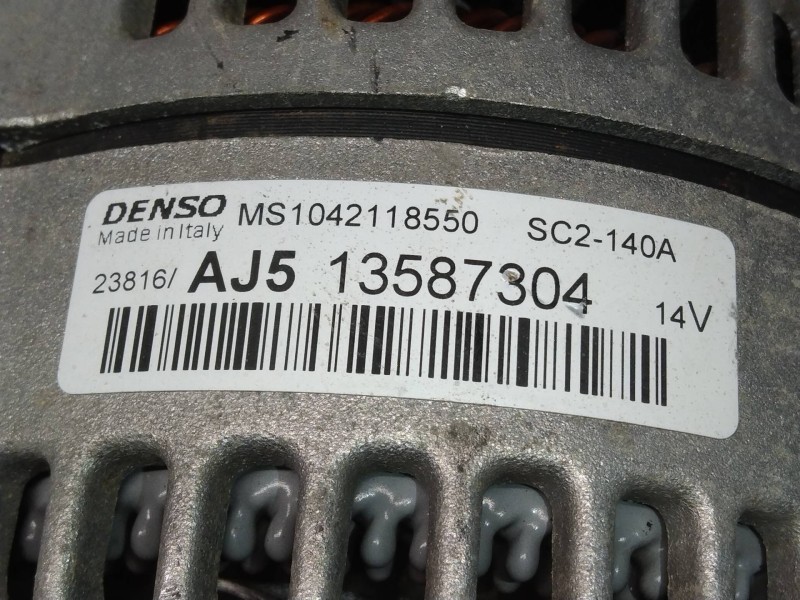 DENSO MS1042118550 SC2-140A
Made in Italy
23816/ AJ5 13587304 14V